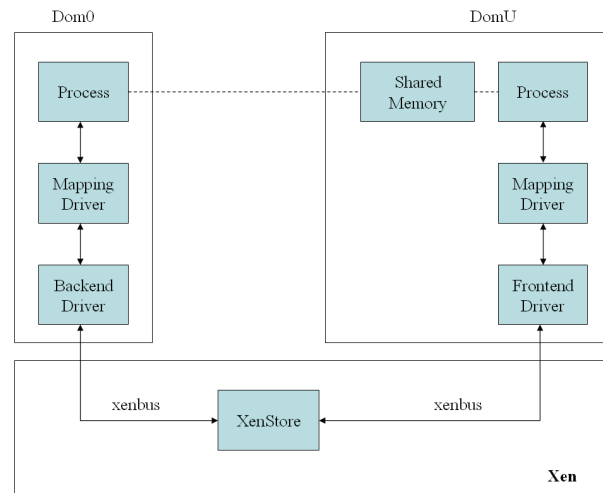 Dom0
DomU
Process
Shared
Memory
Process
Mapping
Driver
Mapping
Driver
Backend
Driver
Frontend
Driver
xenbus
XenStore
xenbus
Xen